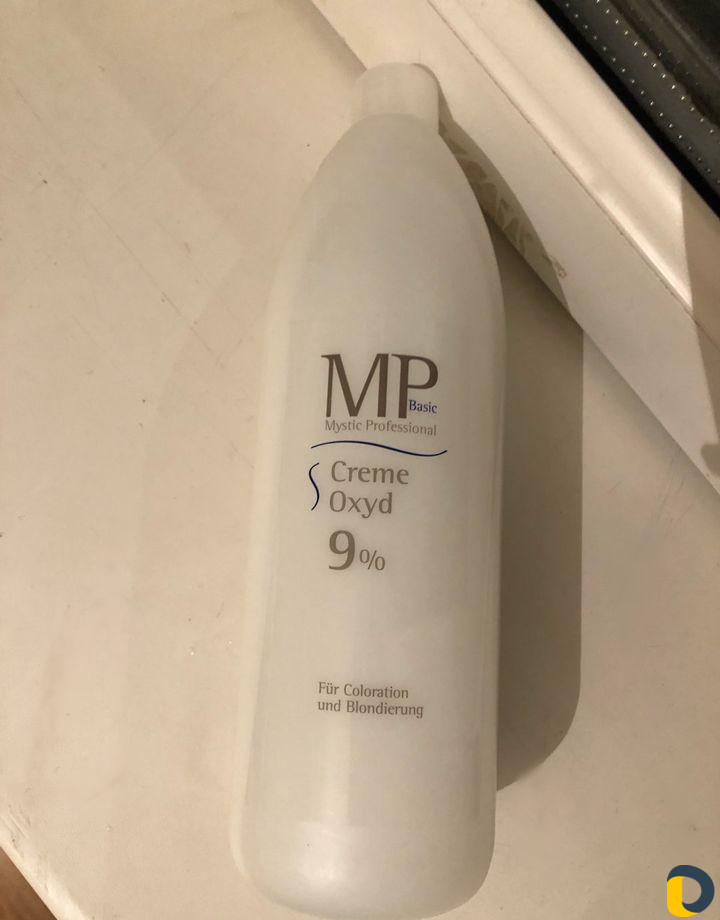 MP
Basic
Mystic Professional
Creme
Oxyd
9%
Für Coloration
und Blondierung